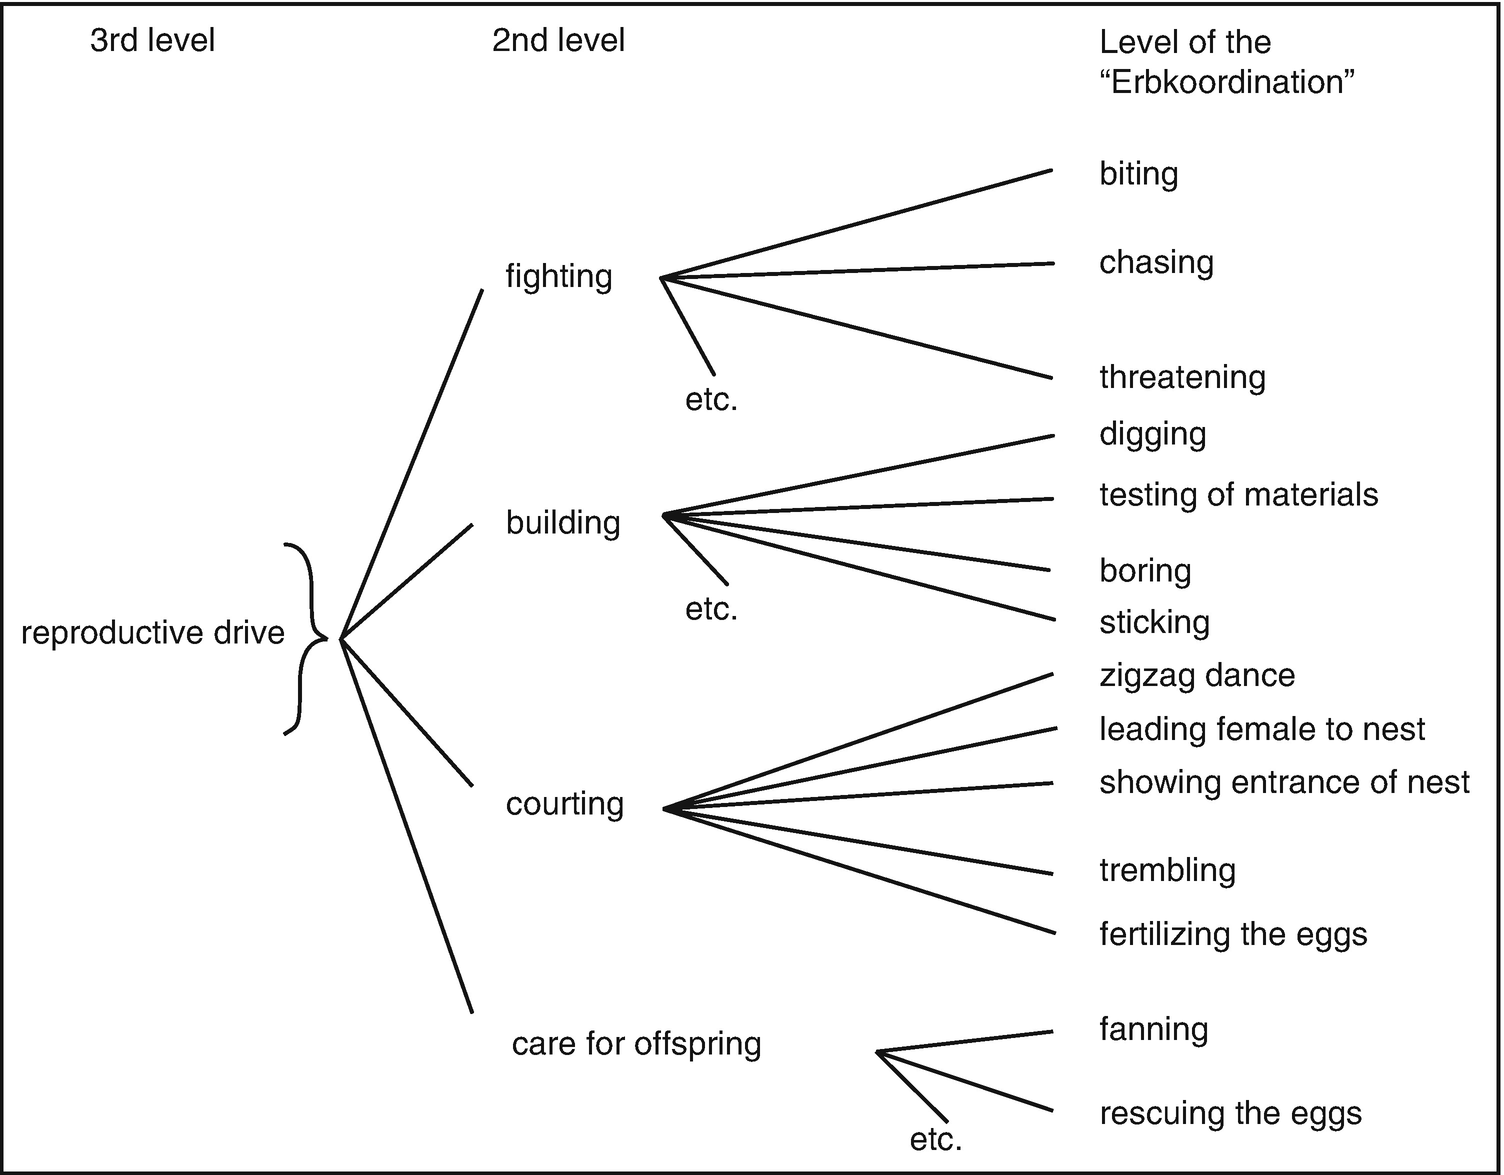 3rd level
2nd level
Level of the
“Erbkoordination”
biting
fighting
chasing
threatening
etc.
digging
testing of materials
building
boring
etc.
sticking
reproductive drive
zigzag dance
leading female to nest
showing entrance of nest
courting
trembling
fertilizing the eggs
fanning
care for offspring
rescuing the eggs
etc.